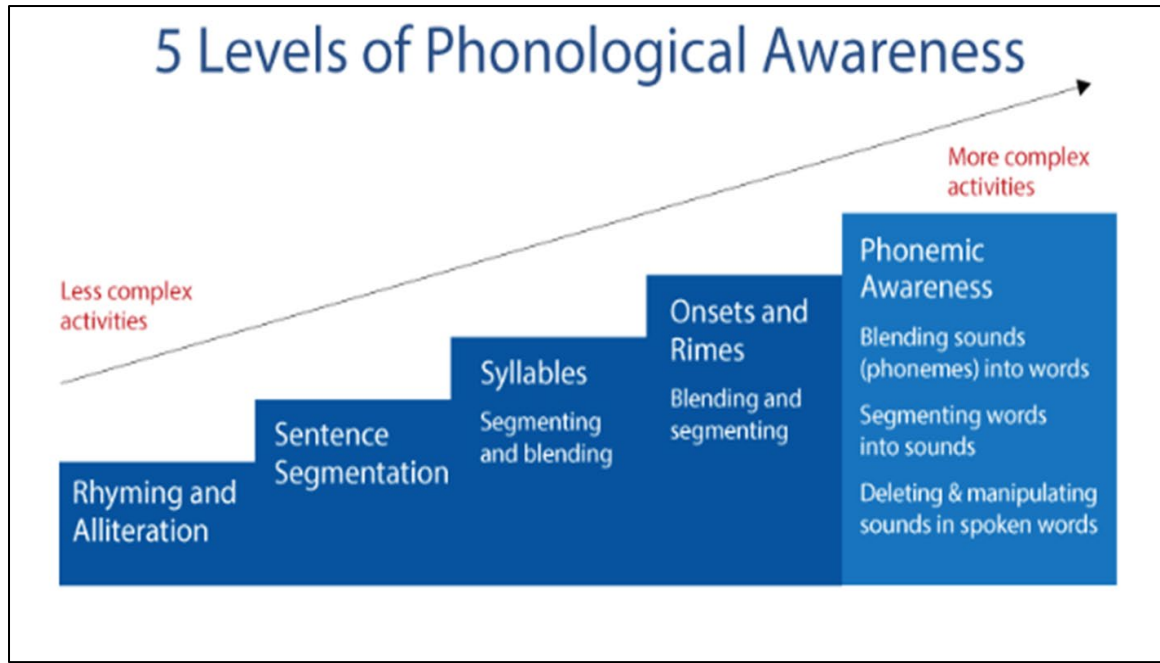 5 Levels of Phonological Awareness
More complex
activities
Less complex
activities
Rhyming and
Alliteration
Sentence
Segmentation
Syllables
Segmenting
and blending
Onsets and
Rimes
Blending and
segmenting
Phonemic
Awareness
Blending sounds
(phonemes) into words
Segmenting words
into sounds
Deleting & manipulating
sounds in spoken words